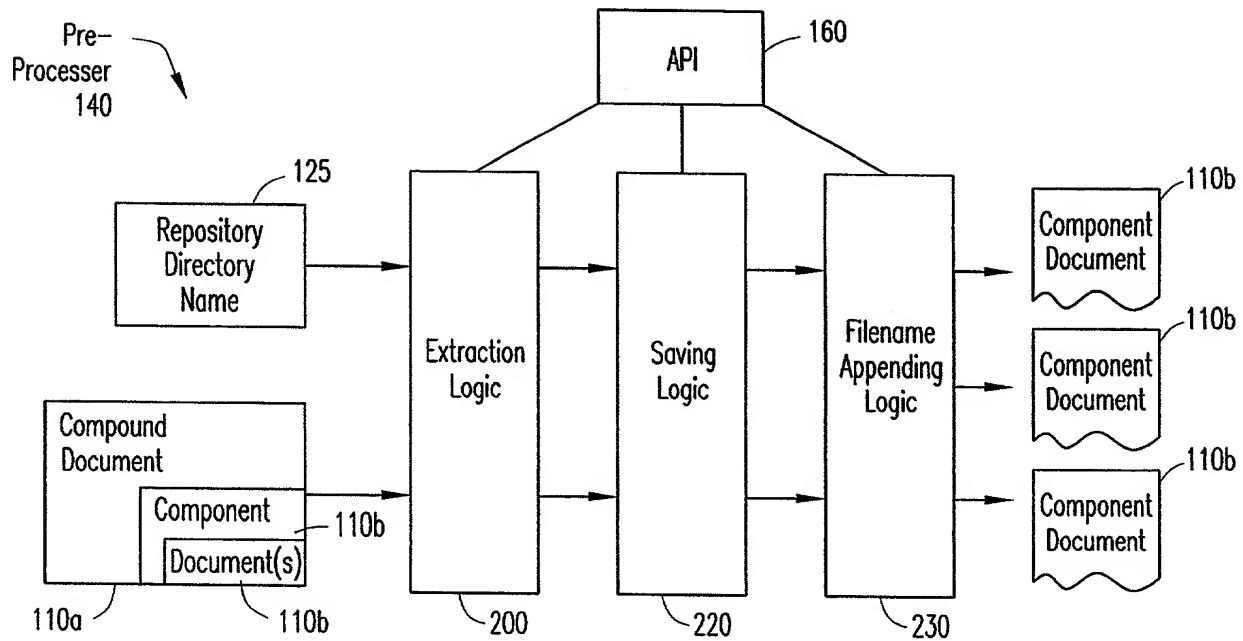 Pre-
Processer
140
API
160
125
Repository
Directory
Name
Extraction
Logic
200
Saving
Logic
220
Filename
Appending
Logic
230
Compound
Document
Component
110b
Document(s)
110a
110b
Component
Document
110b
Component
Document
110b
Component
Document
110b